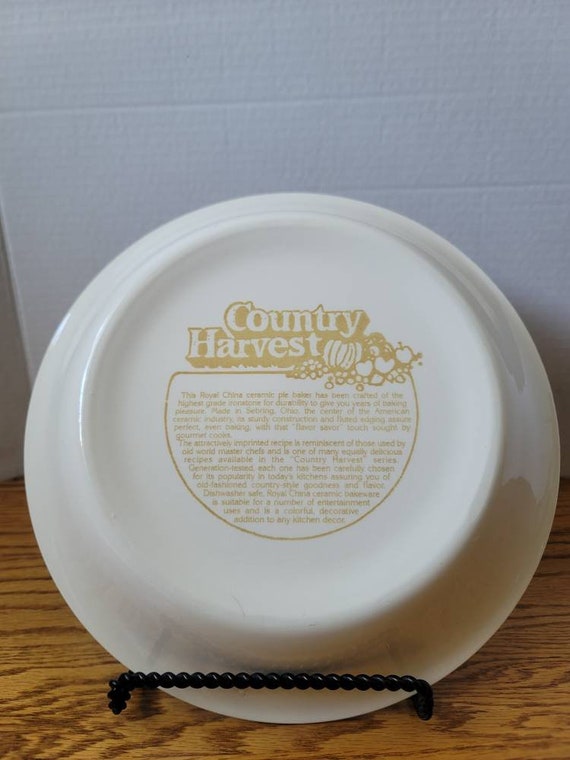 Country
Harvest
This Royal China ceramic pie baker has been crafted of the
highest grade ironstone for durability to give you years of baking
pleasure. Made in Sebring, Ohio, the center of the American
ceramic industry, its sturdy construction and fluted edging assure
perfect, even baking, with that "flavor savor" touch sought by
gourmet cooks.
The attractively imprinted recipe is reminiscent of those used by
old world master chefs and is one of many equally delicious
recipes available in the "Country Harvest" series.
Generation-tested, each one has been carefully chosen
for its popularity in today's kitchens assuring you of
old-fashioned country-style goodness and flavor.
Dishwasher safe, Royal China ceramic bakeware
is suitable for a number of entertainment
uses and is a colorful, decorative
addition to any kitchen decor.